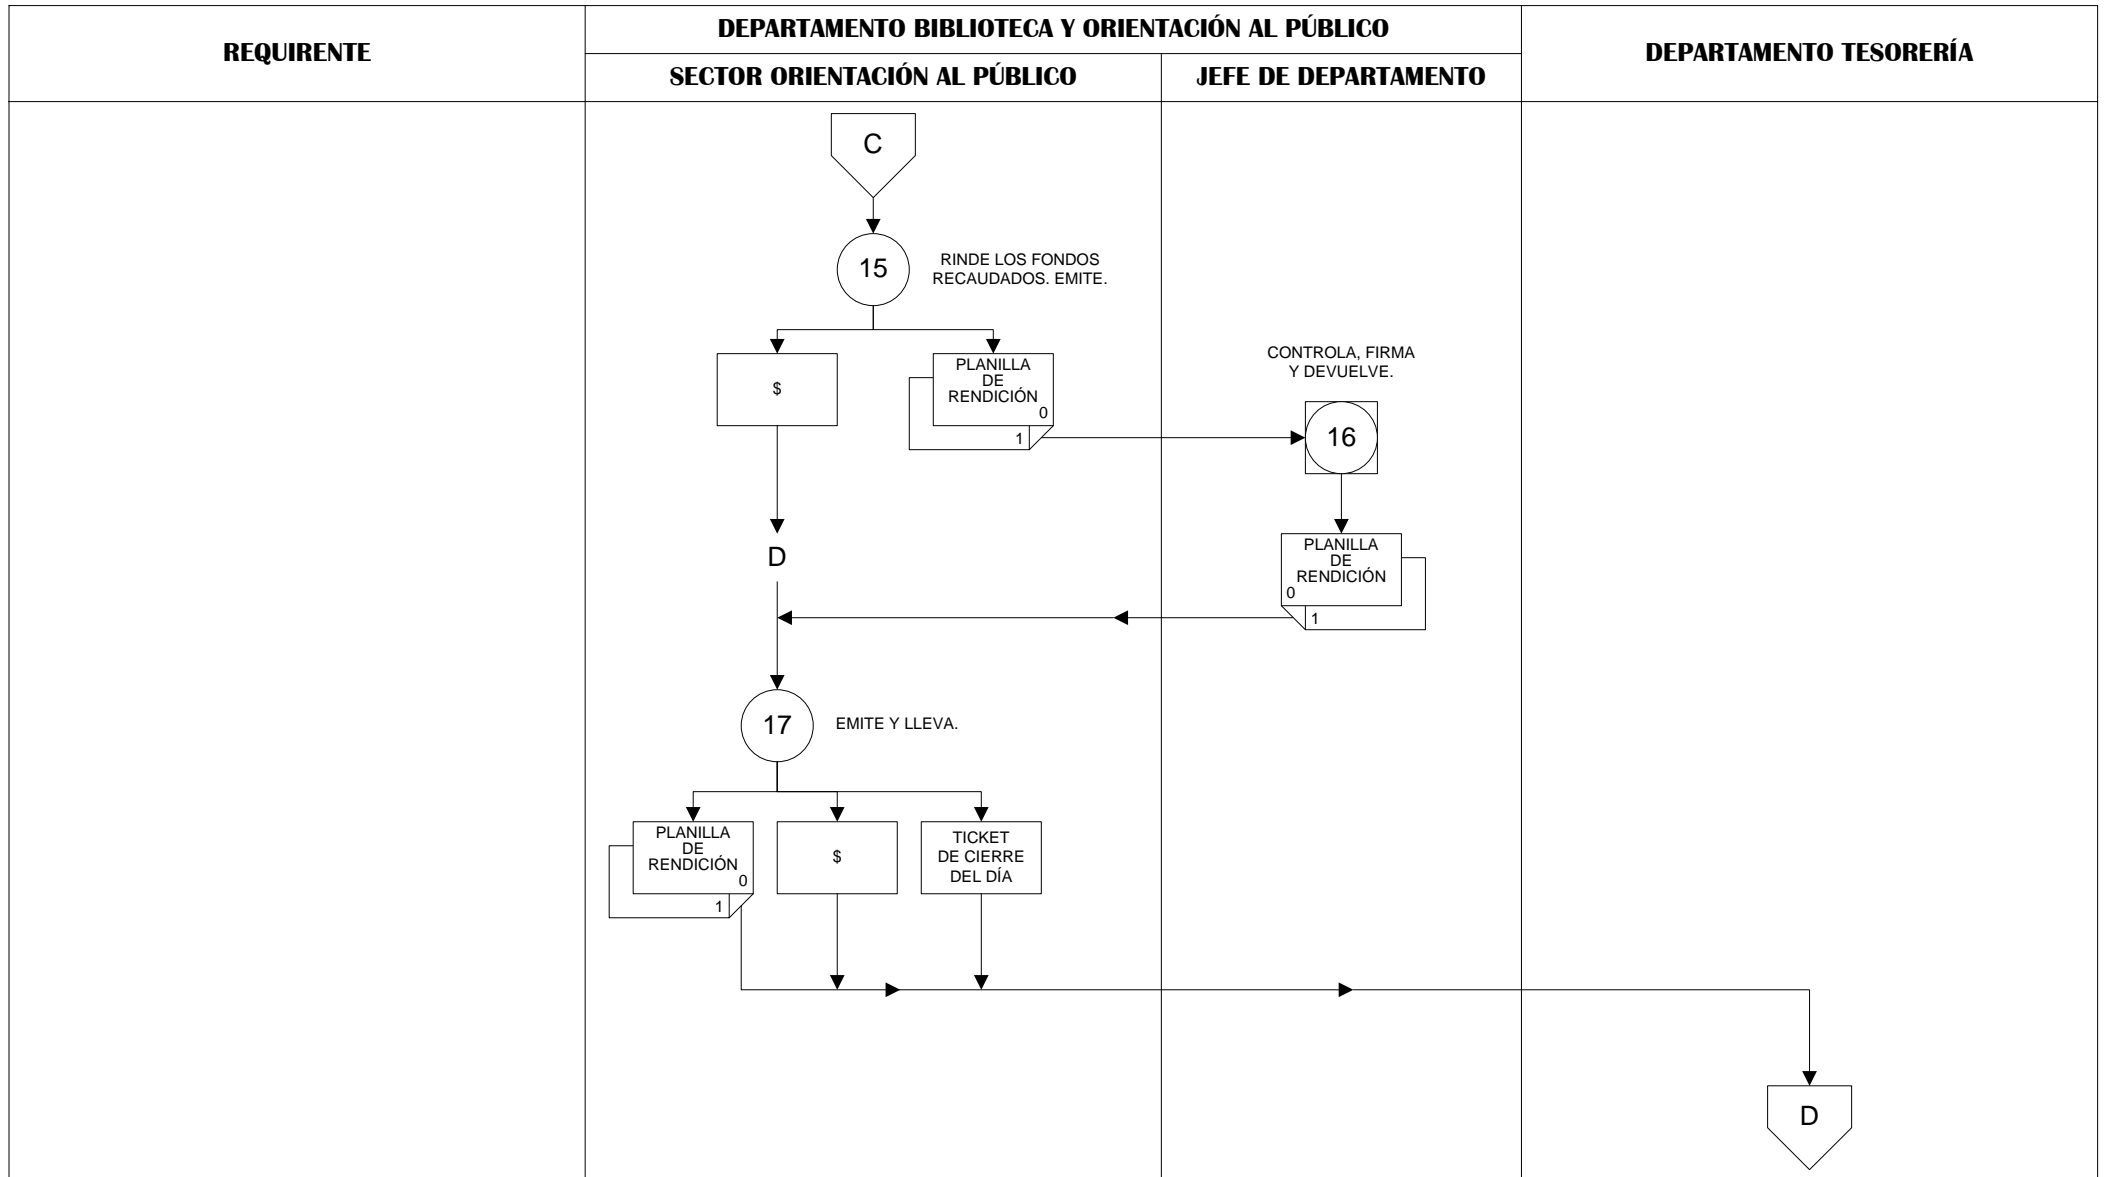 REQUIRENTE
DEPARTAMENTO BIBLIOTECA Y ORIENTACIÓN AL PÚBLICO
SECTOR ORIENTACIÓN AL PÚBLICO
JEFE DE DEPARTAMENTO
DEPARTAMENTO TESORERÍA
C
15
RINDE LOS FONDOS
RECAUDADOS. EMITE.
$
PLANILLA
DE
RENDICIÓN
0
1
CONTROLA, FIRMA
Y DEVUELVE.
16
D
PLANILLA
DE
RENDICIÓN
0
1
17
EMITE Y LLEVA.
PLANILLA
DE
RENDICIÓN
0
1
$
TICKET
DE CIERRE
DEL DÍA
D